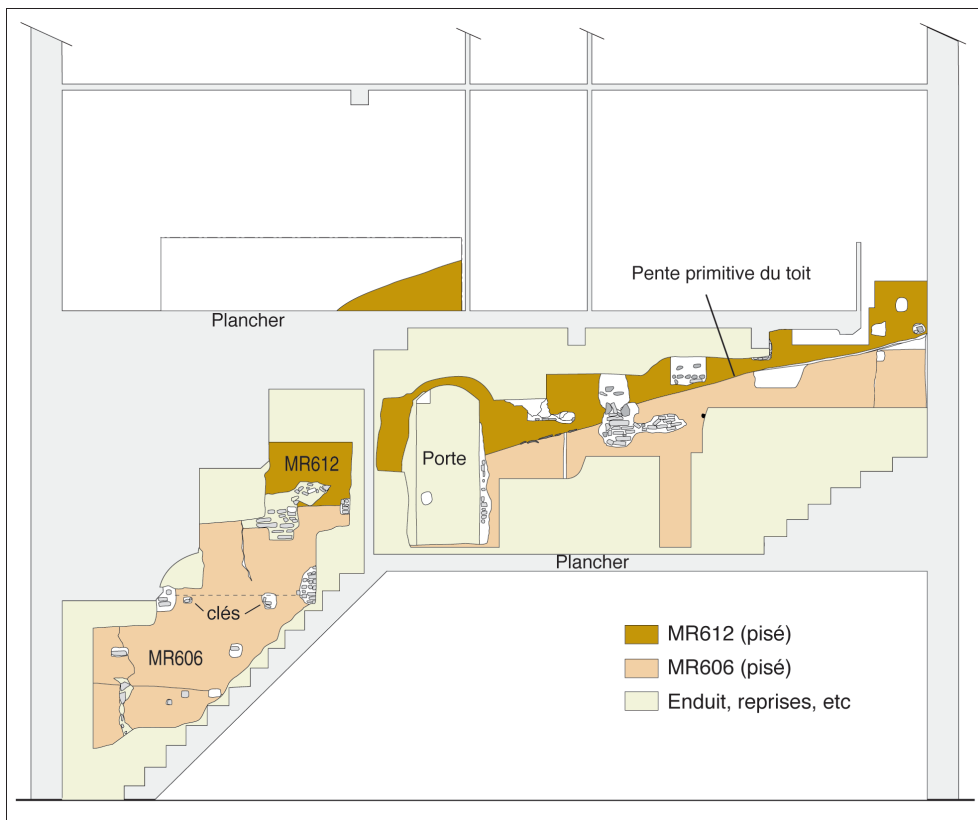 Pente primitive du toit
Plancher
MR612
Porte
Plancher
clés
MR606
MR612 (pisé)
MR606 (pisé)
Enduit, reprises, etc